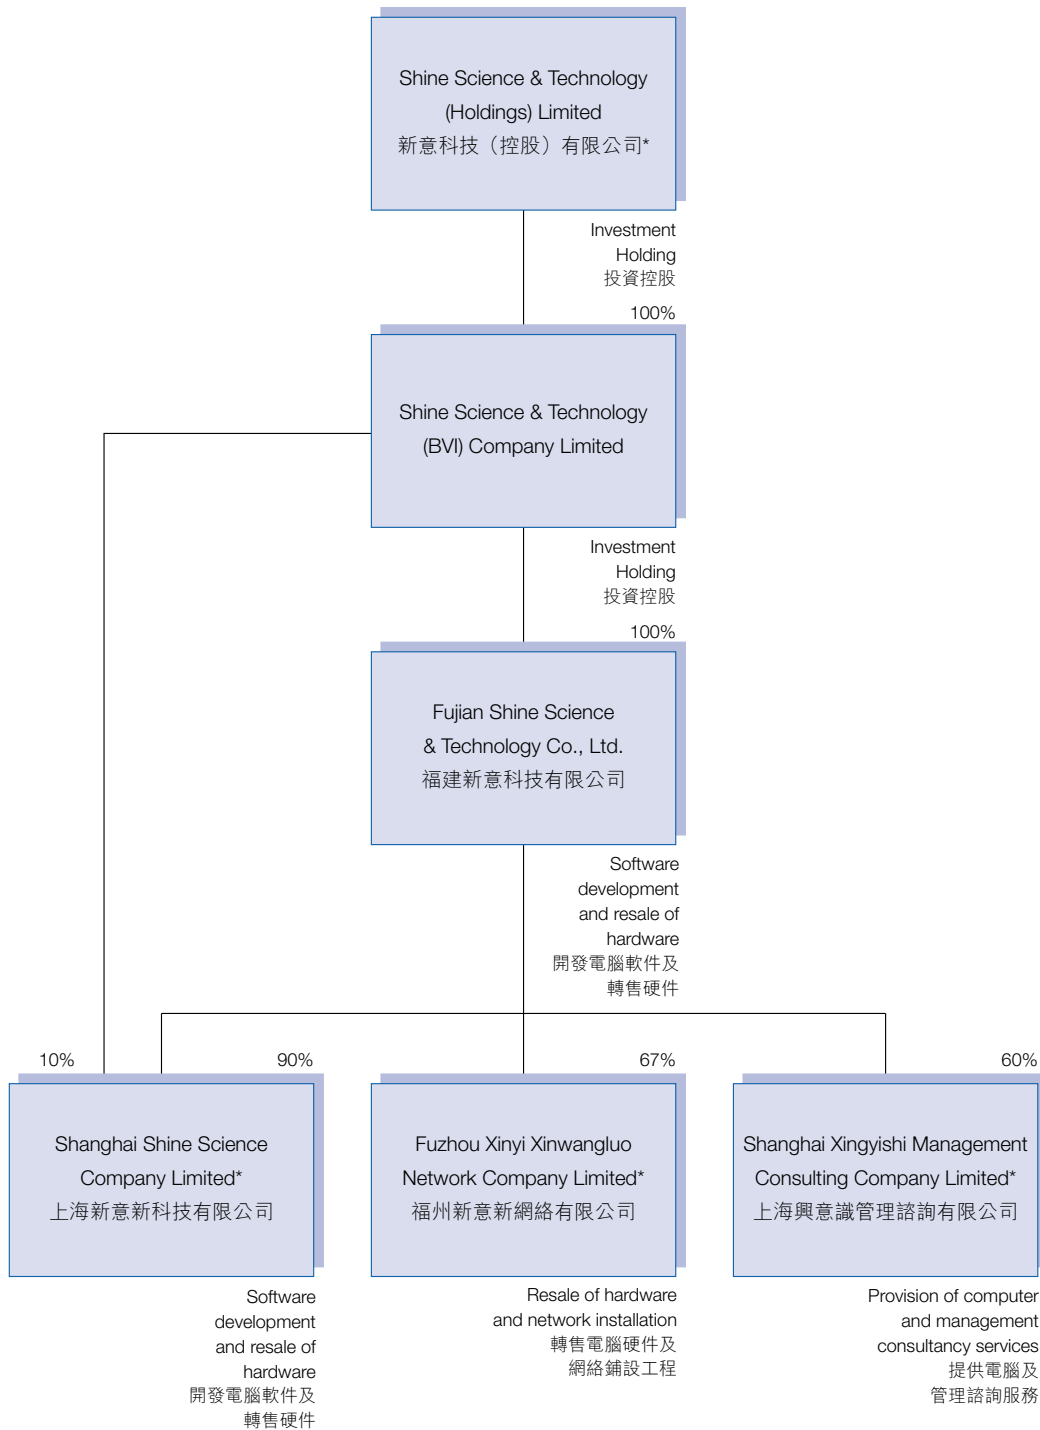 Shine Science & Technology
(Holdings) Limited
新意科技（控股）有限公司*
Investment
Holding
投資控股
100%
Shine Science & Technology
(BVI) Company Limited
Investment
Holding
投資控股
100%
Fujian Shine Science
& Technology Co., Ltd.
福建新意科技有限公司
Software
development
and resale of
hardware
開發電腦軟件及
轉售硬件
10%
90%
Shanghai Shine Science
Company Limited*
上海新意新科技有限公司
Software
development
and resale of
hardware
開發電腦軟件及
轉售硬件
67%
Fuzhou Xinyi Xinwangluo
Network Company Limited*
福州新意新網絡有限公司
Resale of hardware
and network installation
轉售電腦硬件及
網絡鋪設工程
60%
Shanghai Xingyishi Management
Consulting Company Limited*
上海興意識管理諮詢有限公司
Provision of computer
and management
consultancy services
提供電腦及
管理諮詢服務